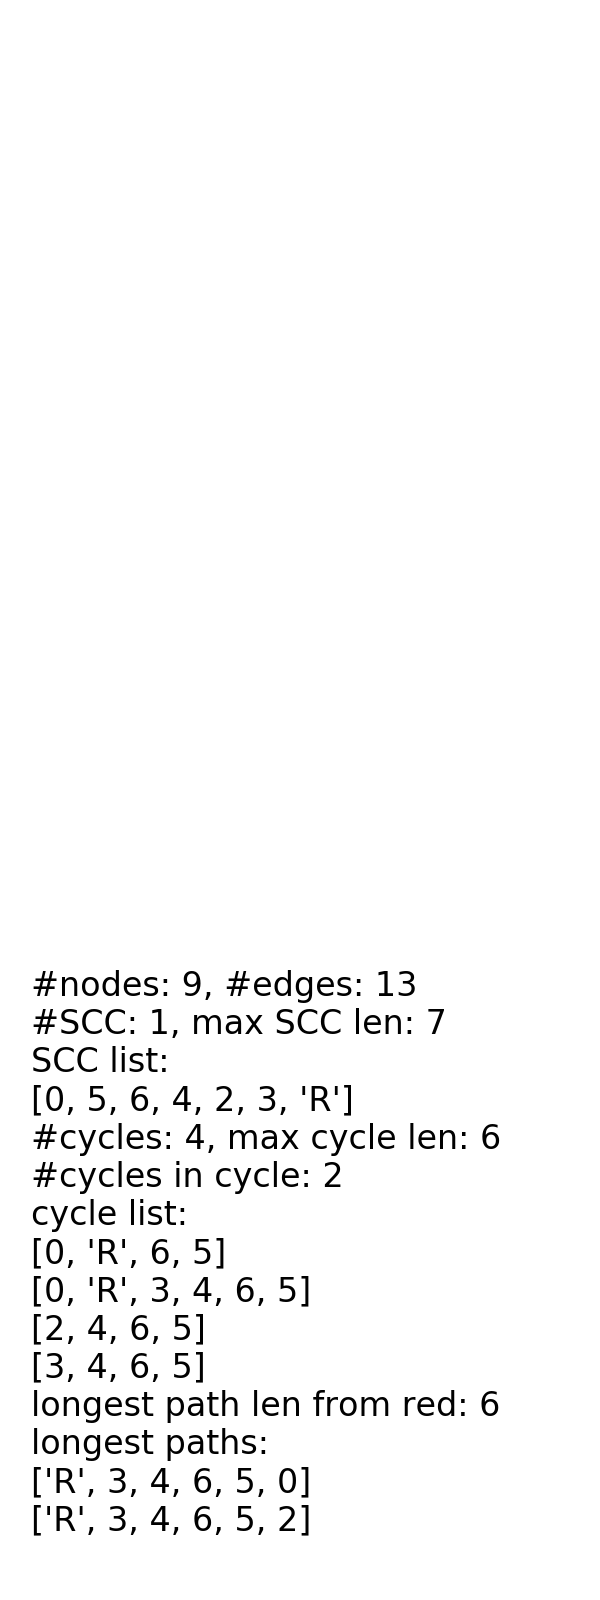 #nodes: 9, #edges: 13
#SCC: 1, max SCC len: 7
SCC list:
[0, 5, 6, 4, 2, 3, 'R']
#cycles: 4, max cycle len: 6
#cycles in cycle: 2
cycle list:
[0, 'R', 6, 5]
[0, 'R', 3, 4, 6, 5]
[2, 4, 6, 5]
[3, 4, 6, 5]
longest path len from red: 6
longest paths:
['R', 3, 4, 6, 5, 0]
['R', 3, 4, 6, 5, 2]